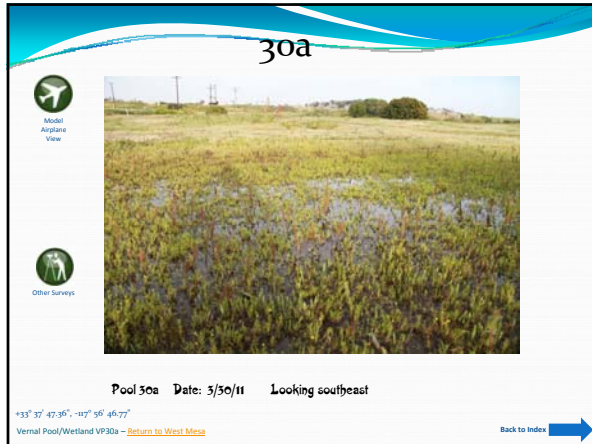 30a
Model
Airplane
View
Other Surveys
Pool 30a Date: 3/30/11 Looking southeast
+33° 37' 47.36", -117° 56' 46.77"
Vernal Pool/Wetland VP30a – Return to West Mesa
Back to Index